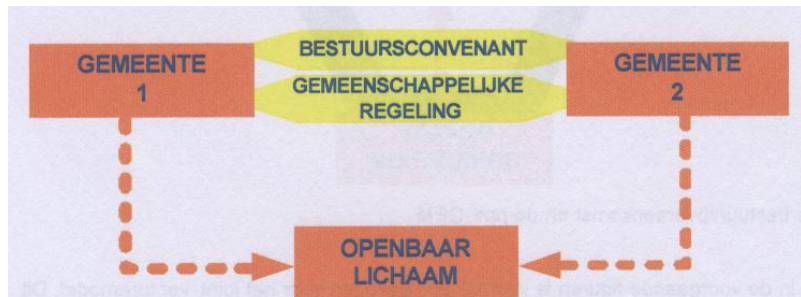 GEMEENTE
1
BESTUURSCONVENANT
GEMEENSCHAPPELIJKE
REGELING
GEMEENTE
2
OPENBAAR
LICHAAM